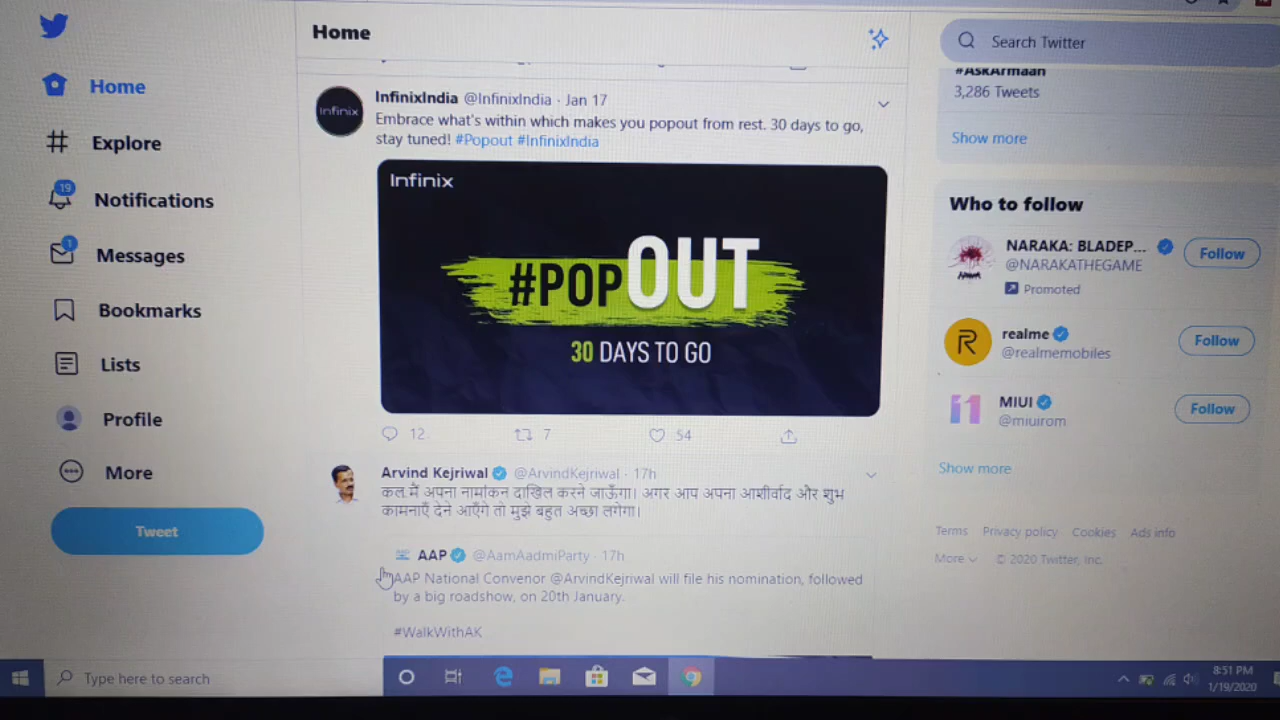 Home
Explore
Notifications
19
Messages
1
Bookmarks
Lists
Profile
More
Tweet
Home
InfinixIndia @InfinixIndia · Jan 17
Embrace what's within which makes you popout from rest. 30 days to go,
stay tuned! #Popout #InfinixIndia
Infinix
Infinix
#POPOUT
30 DAYS TO GO
12
7
54
Arvind Kejriwal @ArvindKejriwal · 17h
कल मैं अपना नामांकन दाखिल करने जाऊँगा। अगर आप अपना आशीर्वाद और शुभ
कामनाएँ देने आएँगे तो मुझे बहुत अच्छा लगेगा।
AAP @AamAadmiParty · 17h
AAP National Convenor @ArvindKejriwal will file his nomination, followed
by a big roadshow, on 20th January.
#WalkWithAK
Search Twitter
#AskArmaan
3,286 Tweets
Show more
Who to follow
NARAKA: BLADEP...
@NARAKATHEGAME
Promoted
Follow
realme
@realmemobiles
Follow
MIUI
@miuirom
Follow
Show more
Terms Privacy policy Cookies Ads info
More © 2020 Twitter, Inc.
Type here to search
8:51 PM
1/19/2020